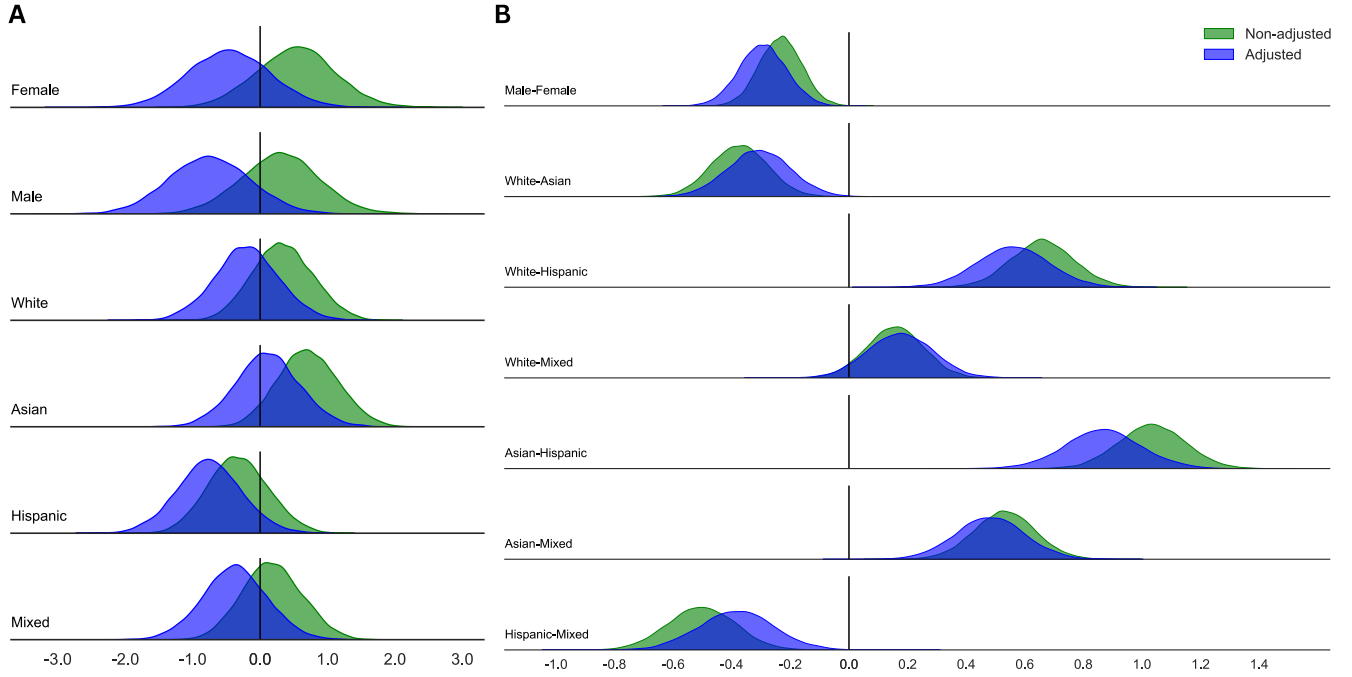 A
Female
Male
White
Asian
Hispanic
Mixed
-3.0 -2.0 -1.0 0.0 1.0 2.0 3.0
B
Non-adjusted
Adjusted
Male-Female
White-Asian
White-Hispanic
White-Mixed
Asian-Hispanic
Asian-Mixed
Hispanic-Mixed
-1.0 -0.8 -0.6 -0.4 -0.2 0.0 0.2 0.4 0.6 0.8 1.0 1.2 1.4